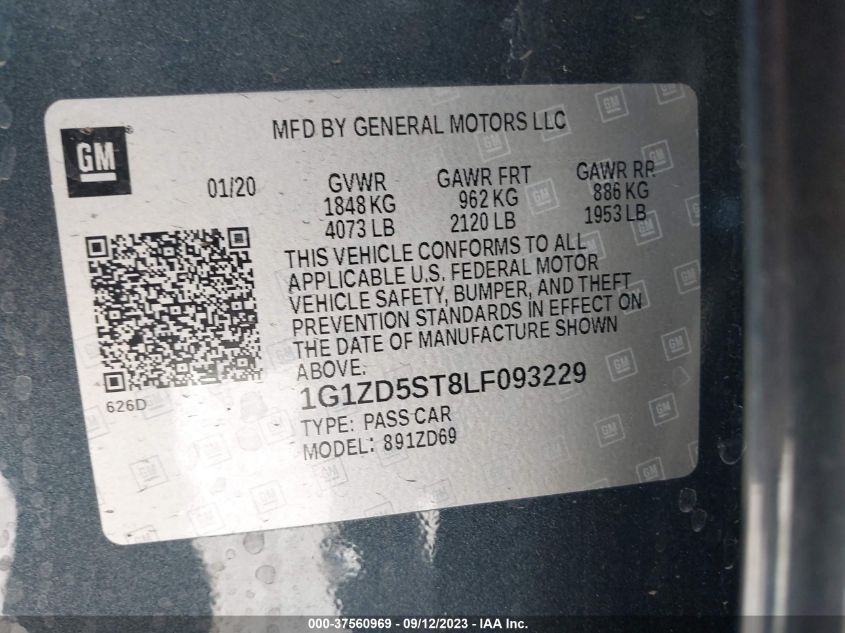 MFD BY GENERAL MOTORS LLC
GM
01/20
GVWR
1848 KG
4073 LB
GAWR FRT
962 KG
2120 LB
GAWR RR
886 KG
1953 LB
THIS VEHICLE CONFORMS TO ALL
APPLICABLE U.S. FEDERAL MOTOR
VEHICLE SAFETY, BUMPER, AND THEFT
PREVENTION STANDARDS IN EFFECT ON
THE DATE OF MANUFACTURE SHOWN
ABOVE.
626D
1G1ZD5ST8LF093229
TYPE: PASS CAR
MODEL: 891ZD69
000-37560969 - 09/12/2023 - IAA Inc.